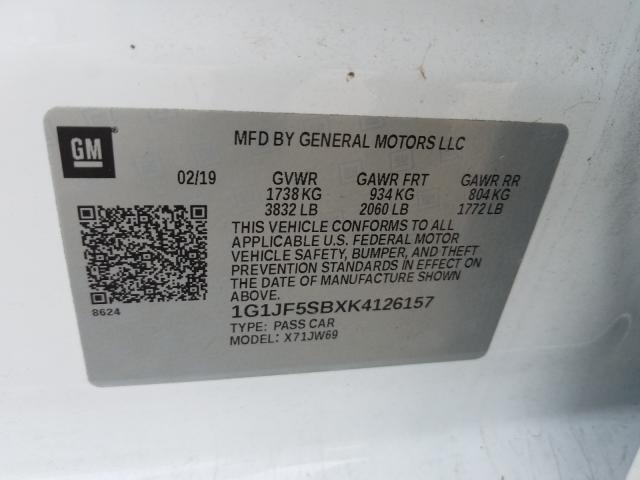 GM
MFD BY GENERAL MOTORS LLC
02/19 GVWR GAWR FRT GAWR RR
1738 KG 934 KG 804 KG
3832 LB 2060 LB 1772 LB
THIS VEHICLE CONFORMS TO ALL
APPLICABLE U.S. FEDERAL MOTOR
VEHICLE SAFETY, BUMPER, AND THEFT
PREVENTION STANDARDS IN EFFECT ON
THE DATE OF MANUFACTURE SHOWN
ABOVE.
8624
1G1JF5SBXK4126157
TYPE: PASS CAR
MODEL: X71JW69